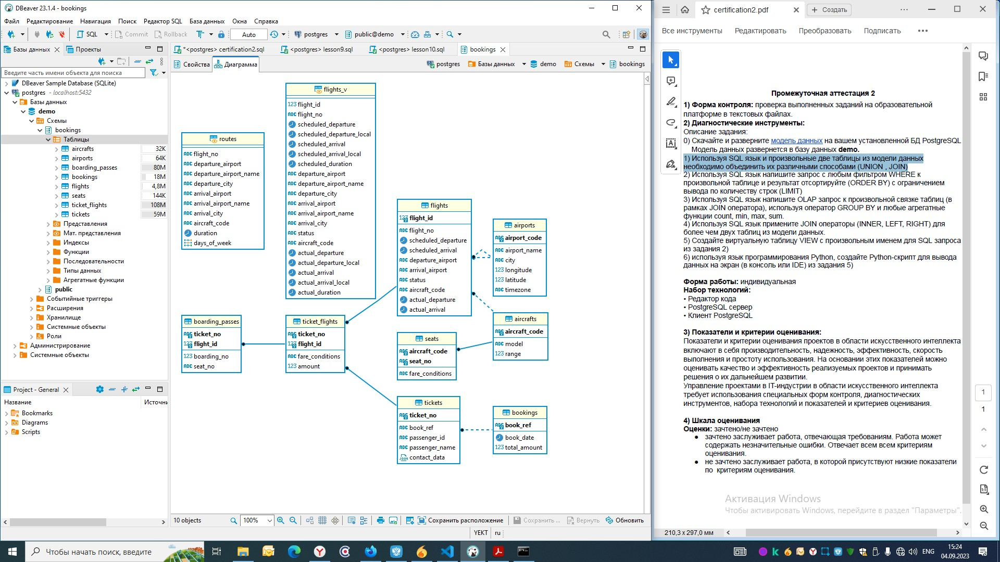 DBeaver 23.1.4 - bookings
Файл Редактирование Навигация Поиск Редактор SQL База данных Окна Справка
SQL Commit Rollback Auto postgres public@demo
Базы данных Проекты
Введите часть имени объекта для поиска
DBeaver Sample Database (SQLite)
postgres - localhost:5432
Базы данных
demo
Схемы
bookings
Таблицы
aircrafts 32K
airports 64K
boarding_passes 80M
bookings 18M
flights 4,8M
seats 144K
ticket_flights 108M
tickets 59M
Представления
Мат. представления
Индексы
Функции
Последовательности
Типы данных
Агрегатные функции
public
Событийные триггеры
Расширения
Хранилище
Системные объекты
Роли
Администрирование
Системные объекты
Project - General
Название Источни
Bookmarks
Diagrams
Scripts
*<postgres> certification2.sql <postgres> lesson9.sql <postgres> lesson10.sql bookings
Свойства Диаграмма postgres Базы данных demo Схемы bookings
routes
flight_no
departure_airport
departure_airport_name
departure_city
arrival_airport
arrival_airport_name
arrival_city
aircraft_code
duration
days_of_week
flights_v
flight_id
flight_no
scheduled_departure
scheduled_departure_local
scheduled_arrival
scheduled_arrival_local
scheduled_duration
departure_airport
departure_airport_name
departure_city
arrival_airport
arrival_airport_name
arrival_city
status
aircraft_code
actual_departure
actual_departure_local
actual_arrival
actual_arrival_local
actual_duration
flights
flight_id
flight_no
scheduled_departure
scheduled_arrival
departure_airport
arrival_airport
status
aircraft_code
actual_departure
actual_arrival
airports
airport_code
airport_name
city
longitude
latitude
timezone
boarding_passes
ticket_no
flight_id
boarding_no
seat_no
ticket_flights
ticket_no
flight_id
fare_conditions
amount
seats
aircraft_code
seat_no
fare_conditions
aircrafts
aircraft_code
model
range
tickets
ticket_no
book_ref
passenger_id
passenger_name
contact_data
bookings
book_ref
book_date
total_amount
10 objects 100% Сохранить расположение Сохранить ... Вернуть Обновить
YEKT ru
certification2.pdf Создать
Все инструменты Редактировать Преобразовать Подписать
Промежуточная аттестация 2
1) Форма контроля: проверка выполненных заданий на образовательной
платформе в текстовых файлах.
2) Диагностические инструменты:
Описание задания:
0) Скачайте и разверните модель данных на вашем установленной БД PostgreSQL
Модель данных развернется в базу данных demo.
1) Используя SQL язык и произвольные две таблицы из модели данных
необходимо объединить их различными способами (UNION , JOIN)
2) Используя SQL язык напишите запрос с любым фильтром WHERE к
произвольной таблице и результат отсортируйте (ORDER BY) с ограничением
вывода по количеству строк (LIMIT)
3) Используя SQL язык напишите OLAP запрос к произвольной связке таблиц (в
рамках JOIN оператора), используя оператор GROUP BY и любые агрегатные
функции count, min, max, sum.
4) Используя SQL язык примените JOIN операторы (INNER, LEFT, RIGHT) для
более чем двух таблиц из модели данных.
5) Создайте виртуальную таблицу VIEW с произвольным именем для SQL запроса
из задания 2)
6) используя язык программирования Python, создайте Python-скрипт для вывода
данных на экран (в консоль или IDE) из задания 5)
Форма работы: индивидуальная
Набор технологий:
• Редактор кода
• PostgreSQL сервер
• Клиент PostgreSQL
3) Показатели и критерии оценивания:
Показатели и критерии оценивания проектов в области искусственного интеллекта
включают в себя производительность, надежность, эффективность, скорость
выполнения и простоту использования. На основании этих показателей можно
оценивать качество и эффективность реализуемых проектов и принимать
решения о их дальнейшем развитии.
Управление проектами в IT-индустрии в области искусственного интеллекта
требует использования специальных форм контроля, диагностических
инструментов, набора технологий и показателей и критериев оценивания.
4) Шкала оценивания
Оценки: зачтено/не зачтено
● зачтено заслуживает работа, отвечающая требованиям. Работа может
содержать незначительные ошибки. Отвечает всем всем критериям
оценивания.
● не зачтено заслуживает работа, в которой присутствуют низкие показатели
по критериям оценивания.
Активация Windows
Чтобы активировать Windows, перейдите в раздел "Параметры".
1
1
210,3 x 297,0 мм
Чтобы начать поиск, введите
ENG
15:24
04.09.2023